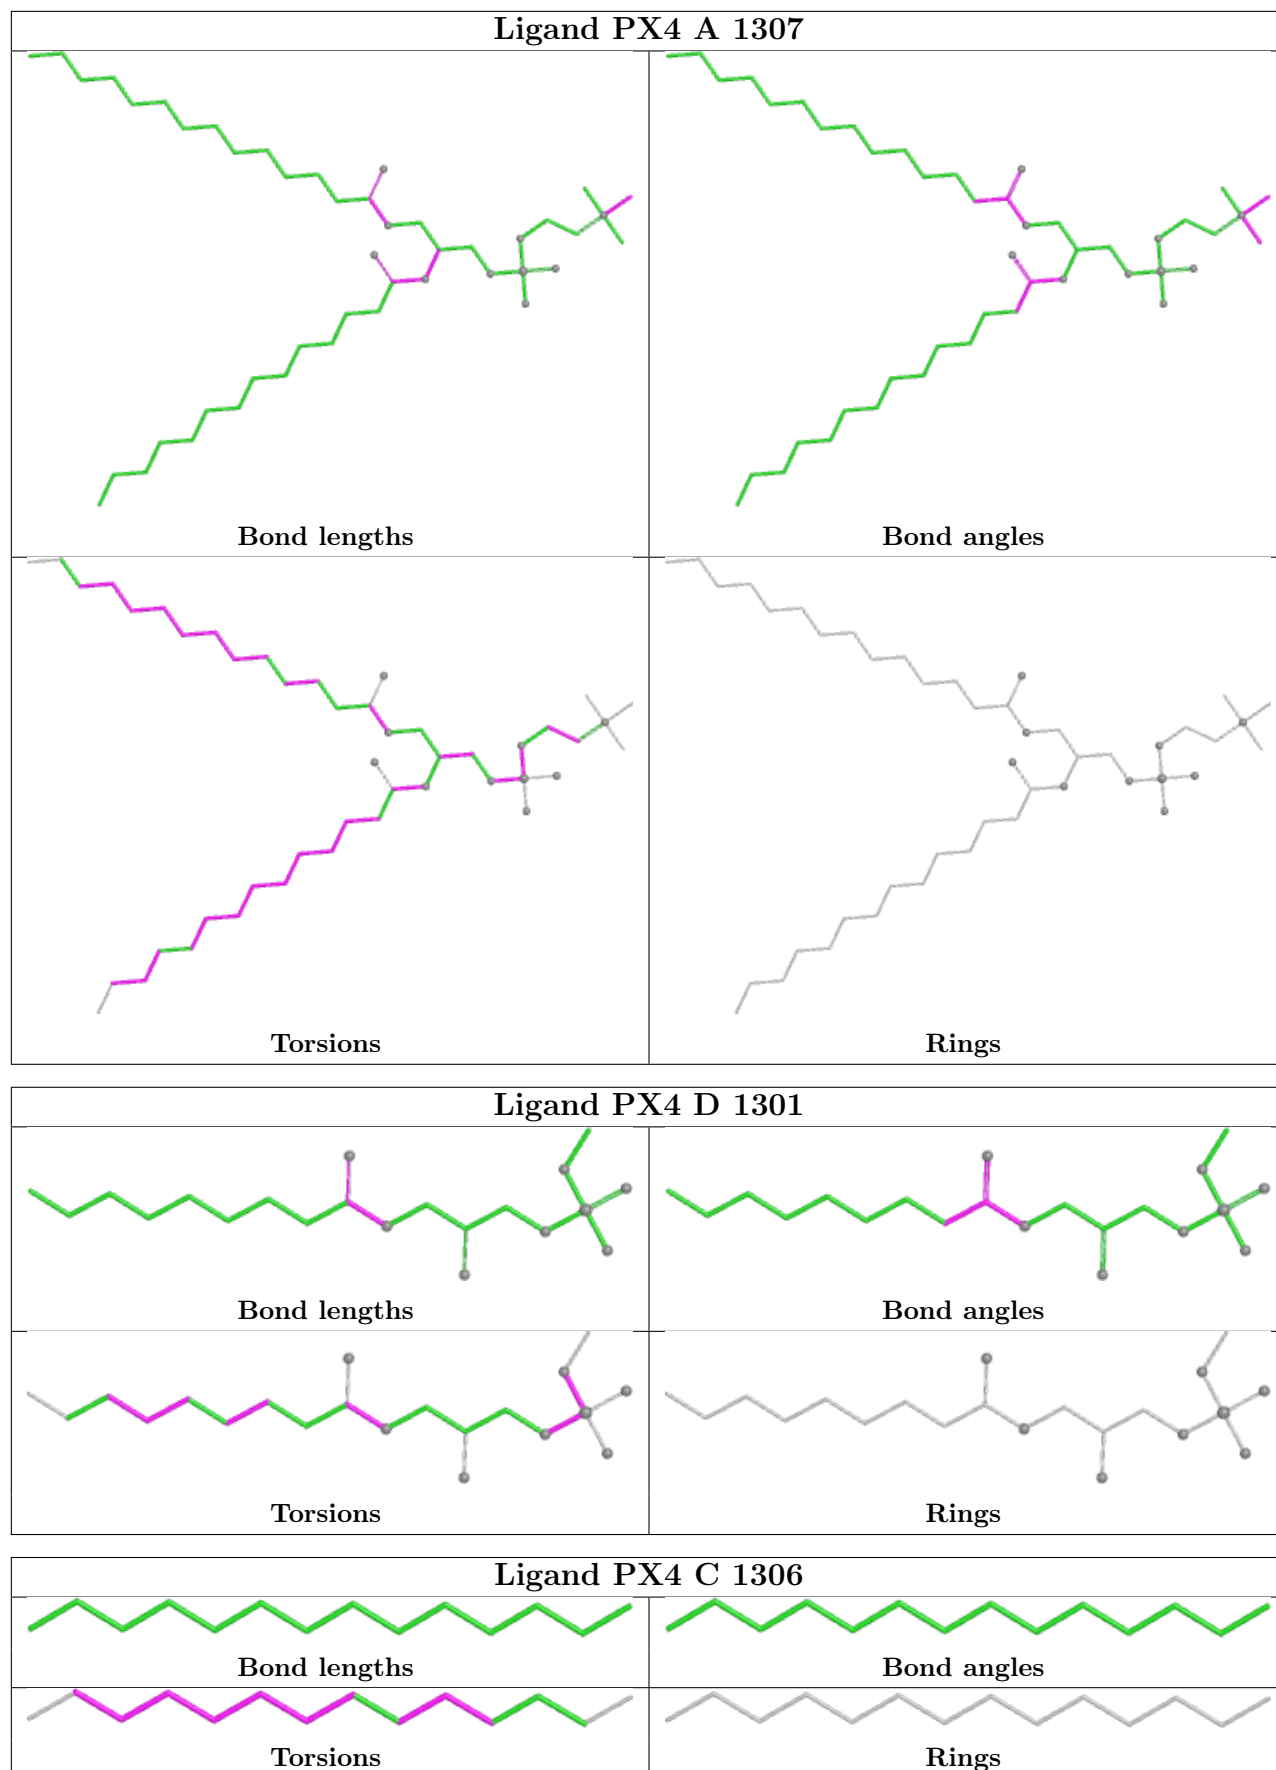 Ligand PX4 A 1307
Bond lengths
Bond angles
Torsions
Rings
Ligand PX4 D 1301
Bond lengths
Bond angles
Torsions
Rings
Ligand PX4 C 1306
Bond lengths
Bond angles
Torsions
Rings